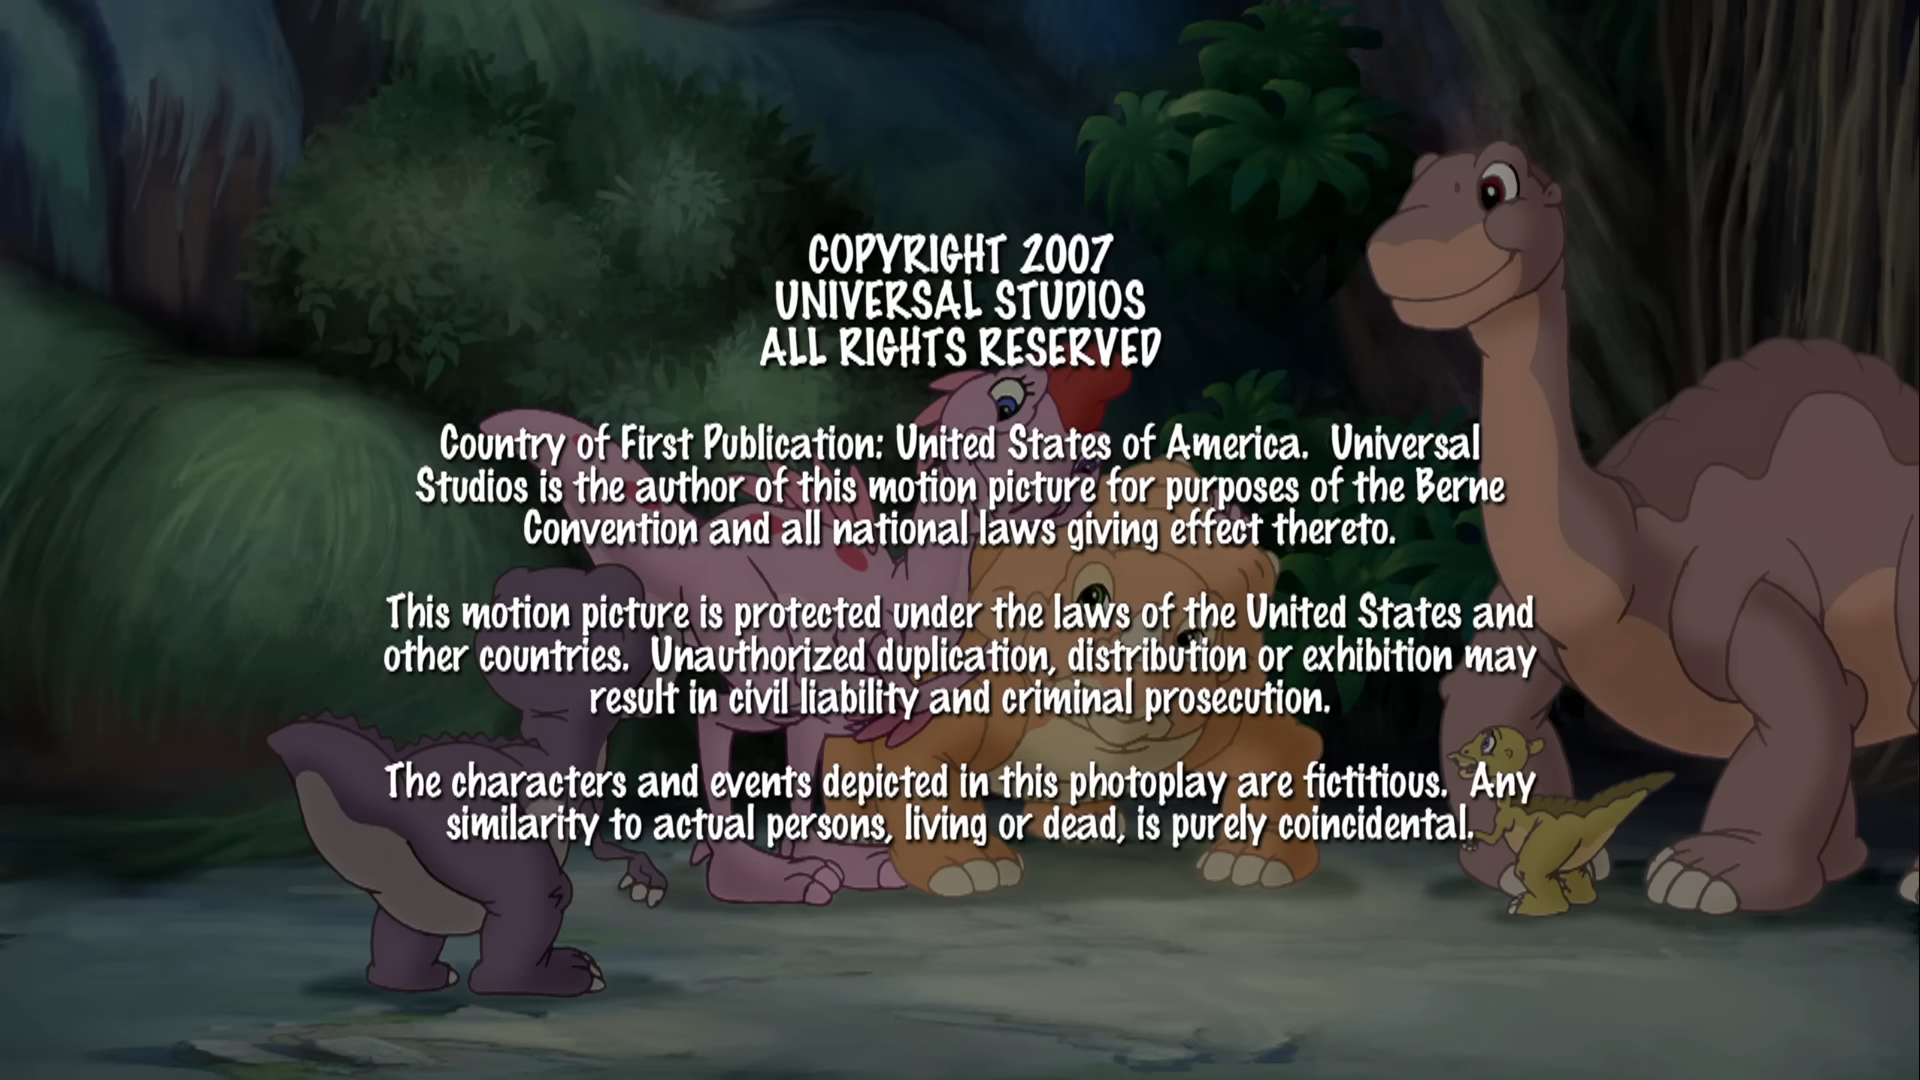 COPYRIGHT 2007
UNIVERSAL STUDIOS
ALL RIGHTS RESERVED
Country of First Publication: United States of America.  Universal
Studios is the author of this motion picture for purposes of the Berne
Convention and all national laws giving effect thereto.
This motion picture is protected under the laws of the United States and
other countries.  Unauthorized duplication, distribution or exhibition may
result in civil liability and criminal prosecution.
The characters and events depicted in this photoplay are fictitious.  Any
similarity to actual persons, living or dead, is purely coincidental.